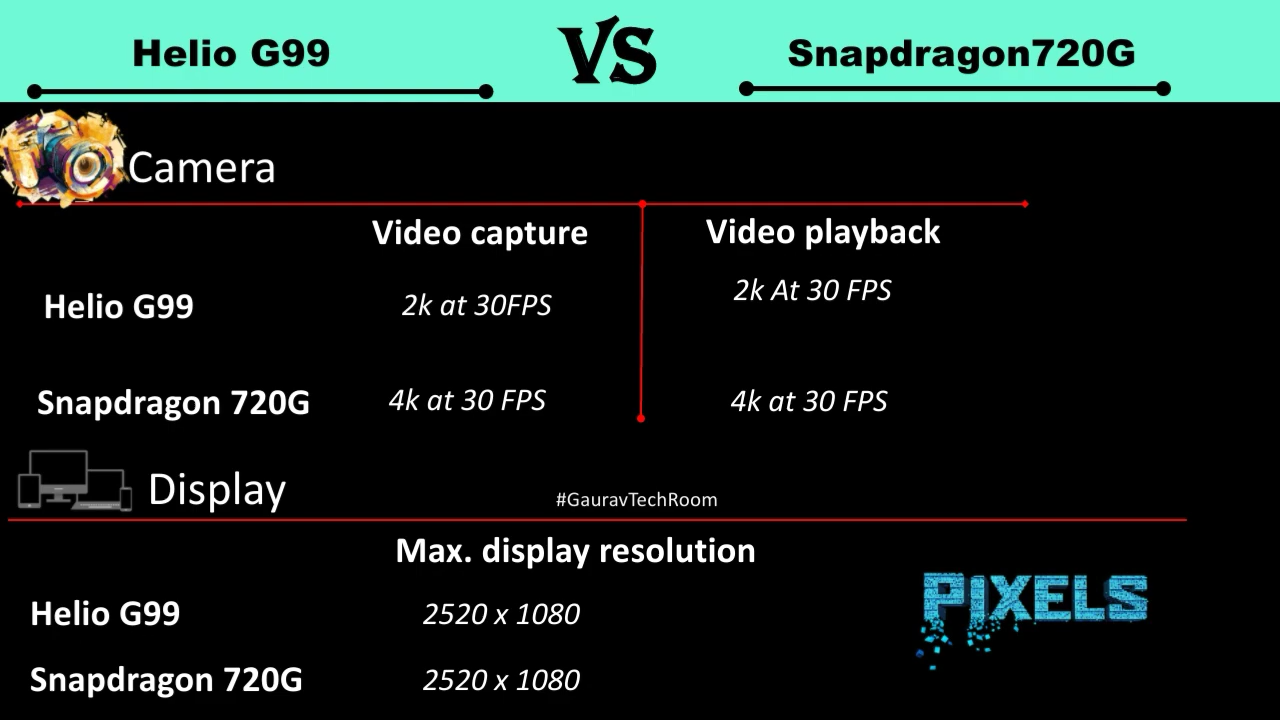 Helio G99 VS Snapdragon720G
Camera
Video capture Video playback
Helio G99 2k at 30FPS 2k At 30 FPS
Snapdragon 720G 4k at 30 FPS 4k at 30 FPS
Display
#GauravTechRoom
Max. display resolution
PIXELS
Helio G99 2520 x 1080
Snapdragon 720G 2520 x 1080